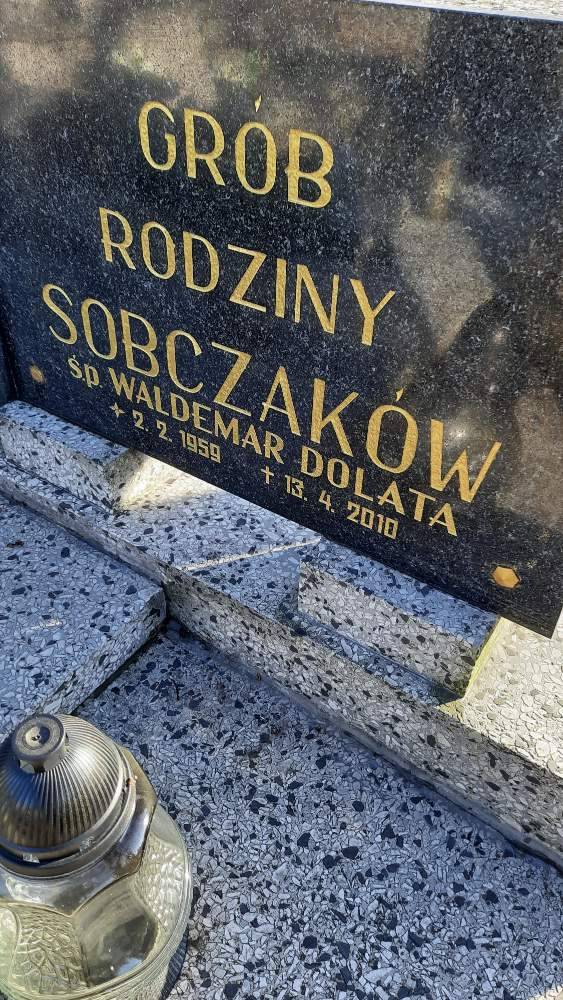 GRÓB
RODZINY
SOBCZAKÓW
śp. WALDEMAR DOLATA
+ 2. 2. 1959 + 13. 4. 2010